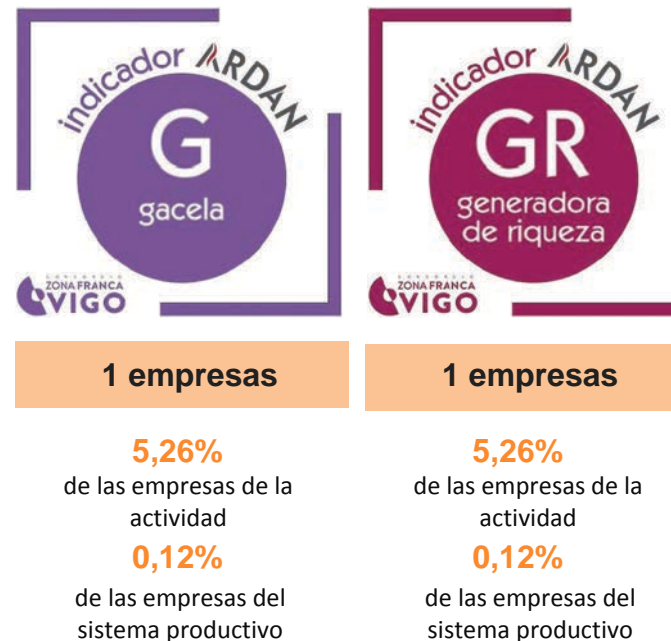 indicador ARDAN
G
gacela
CONSORCIO
ZONA FRANCA
VIGO
1 empresas
5,26%
de las empresas de la
actividad
0,12%
de las empresas del
sistema productivo
indicador ARDAN
GR
generadora
de riqueza
CONSORCIO
ZONA FRANCA
VIGO
1 empresas
5,26%
de las empresas de la
actividad
0,12%
de las empresas del
sistema productivo